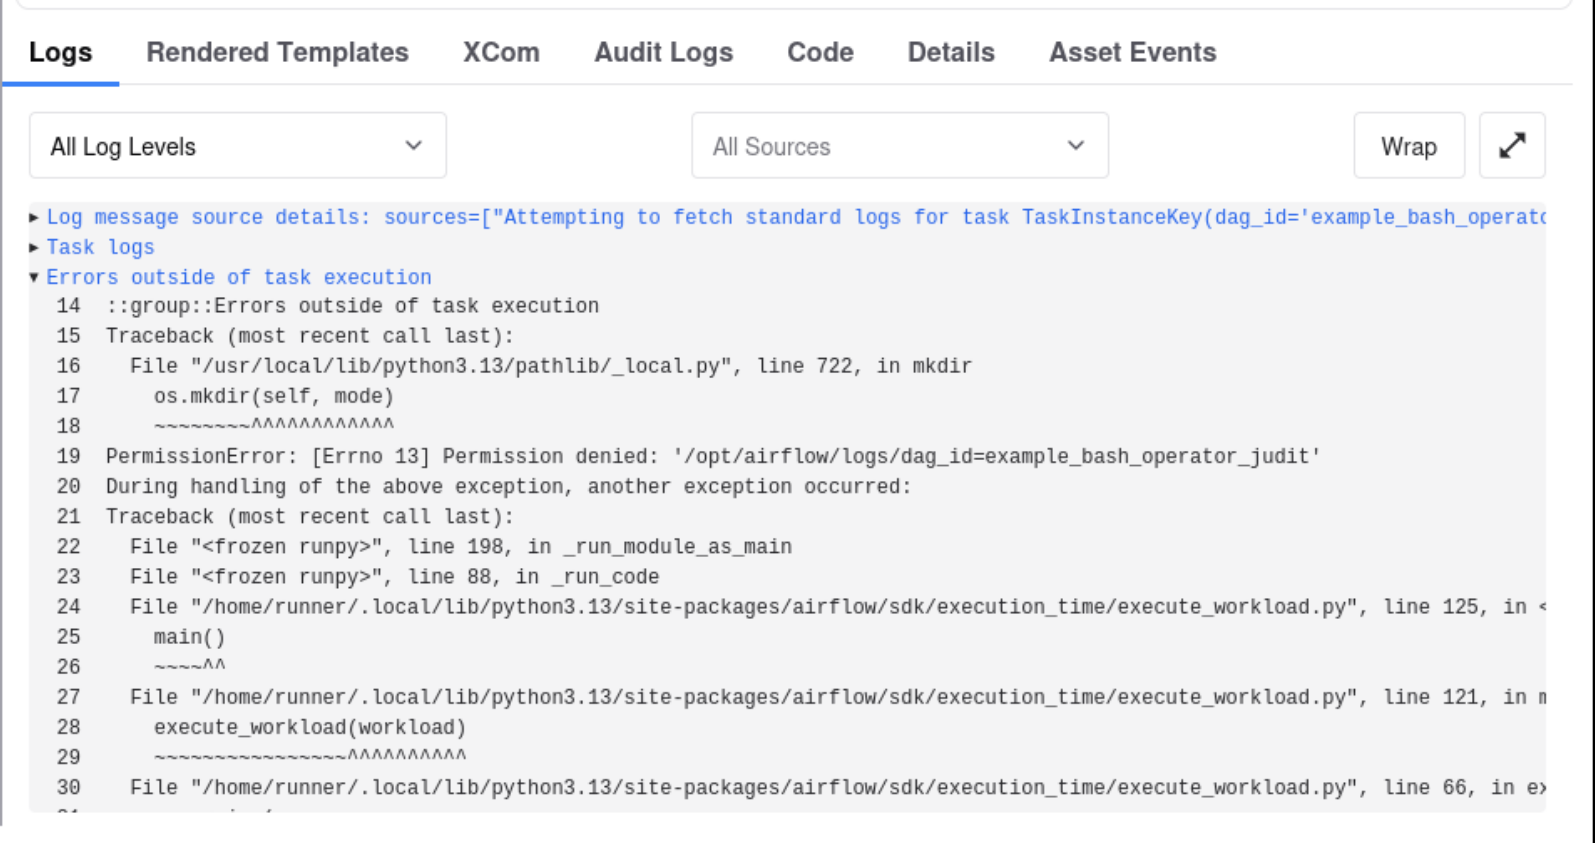 Logs Rendered Templates XCom Audit Logs Code Details Asset Events
All Log Levels All Sources Wrap
Log message source details: sources=["Attempting to fetch standard logs for task TaskInstanceKey(dag_id='example_bash_operato
Task logs
Errors outside of task execution
14 ::group::Errors outside of task execution
15 Traceback (most recent call last):
16 File "/usr/local/lib/python3.13/pathlib/_local.py", line 722, in mkdir
17 os.mkdir(self, mode)
18 ~~~~~~~~^^^^^^^^^^^^
19 PermissionError: [Errno 13] Permission denied: '/opt/airflow/logs/dag_id=example_bash_operator_judit'
20 During handling of the above exception, another exception occurred:
21 Traceback (most recent call last):
22 File "<frozen runpy>", line 198, in _run_module_as_main
23 File "<frozen runpy>", line 88, in _run_code
24 File "/home/runner/.local/lib/python3.13/site-packages/airflow/sdk/execution_time/execute_workload.py", line 125, in <
25 main()
26 ~~~~^^
27 File "/home/runner/.local/lib/python3.13/site-packages/airflow/sdk/execution_time/execute_workload.py", line 121, in m
28 execute_workload(workload)
29 ~~~~~~~~~~~~~~~~^^^^^^^^^^
30 File "/home/runner/.local/lib/python3.13/site-packages/airflow/sdk/execution_time/execute_workload.py", line 66, in ex